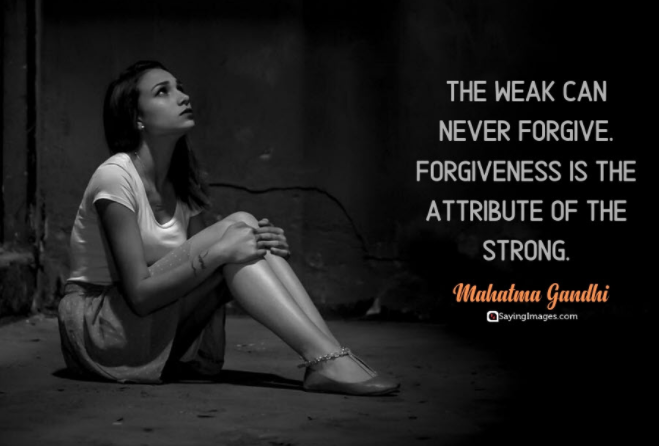 THE WEAK CAN
NEVER FORGIVE.
FORGIVENESS IS THE
ATTRIBUTE OF THE
STRONG.
Mahatma Gandhi
SayingImages.com